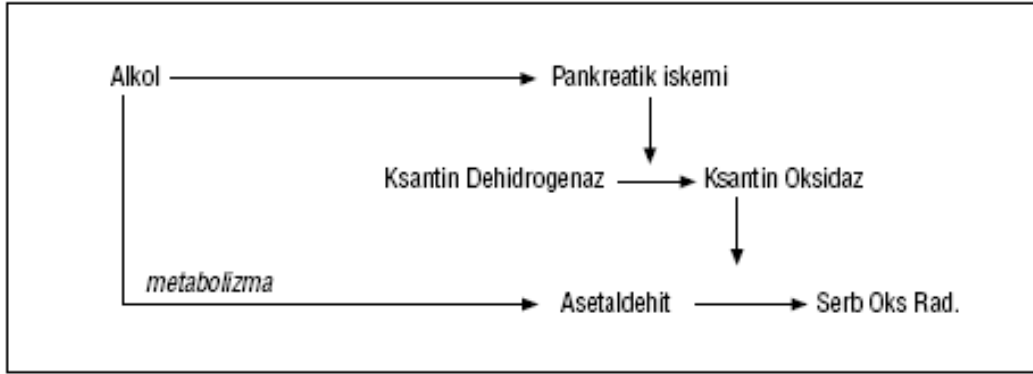 Alkol
Pankreatik iskemi
Ksantin Dehidrogenaz
Ksantin Oksidaz
metabolizma
Asetaldehit
Serb Oks Rad.